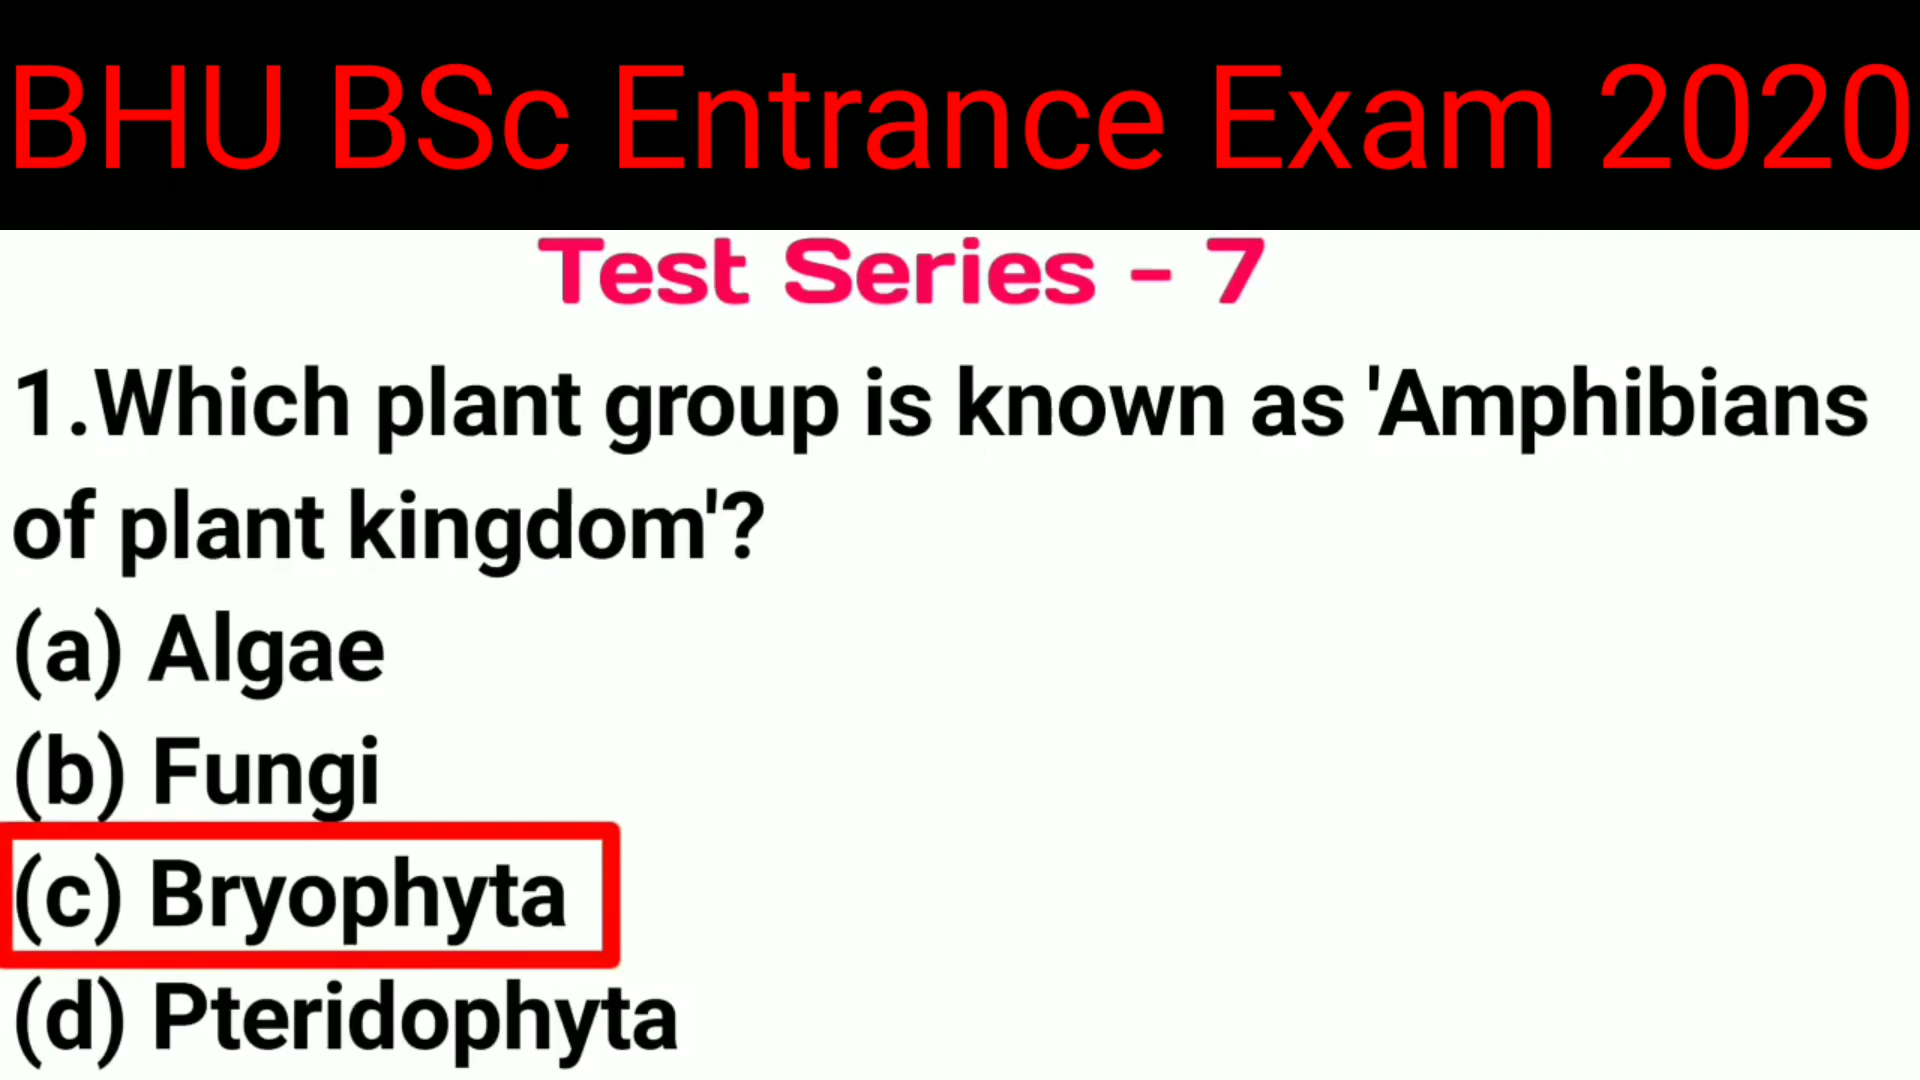 BHU BSc Entrance Exam 2020
Test Series - 7
1.Which plant group is known as 'Amphibians
of plant kingdom'?
(a) Algae
(b) Fungi
(c) Bryophyta
(d) Pteridophyta